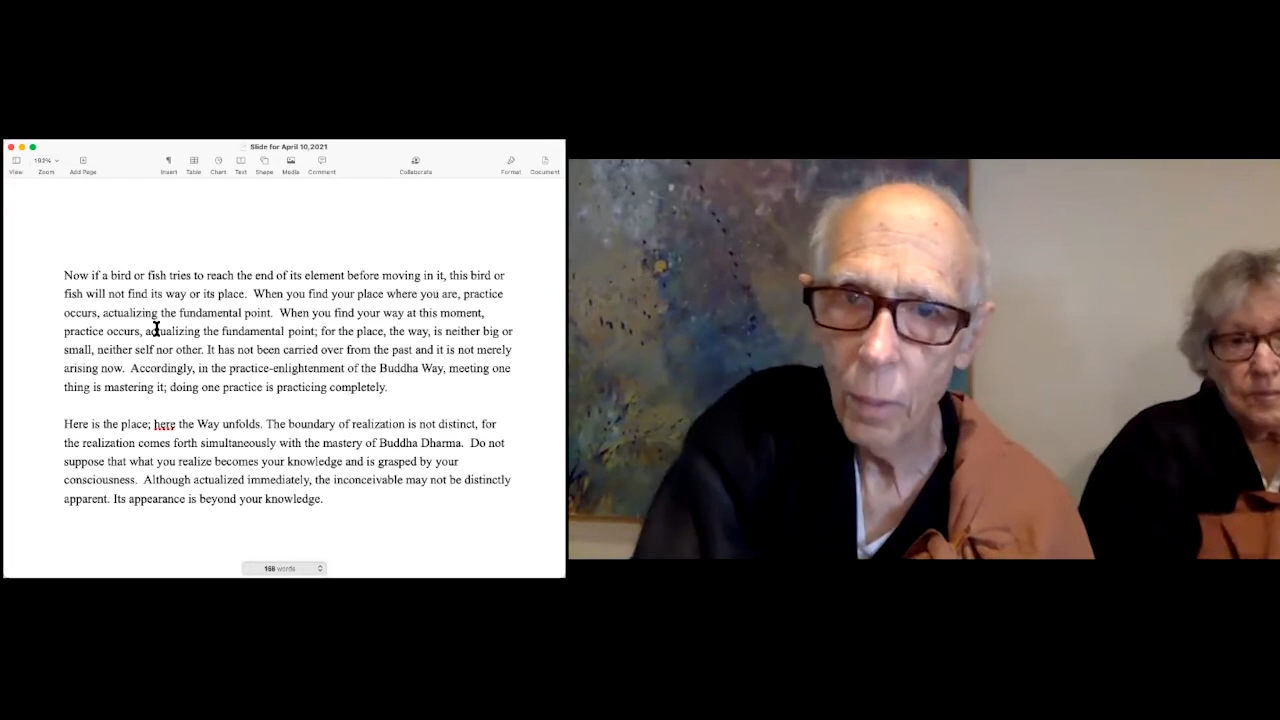 Slide for April 10, 2021
192%
View Zoom Add Page Insert Table Chart Text Shape Media Comment Collaborate Format Document
Now if a bird or fish tries to reach the end of its element before moving in it, this bird or
fish will not find its way or its place. When you find your place where you are, practice
occurs, actualizing the fundamental point. When you find your way at this moment,
practice occurs, actualizing the fundamental point; for the place, the way, is neither big or
small, neither self nor other. It has not been carried over from the past and it is not merely
arising now. Accordingly, in the practice-enlightenment of the Buddha Way, meeting one
thing is mastering it; doing one practice is practicing completely.
Here is the place; here the Way unfolds. The boundary of realization is not distinct, for
the realization comes forth simultaneously with the mastery of Buddha Dharma. Do not
suppose that what you realize becomes your knowledge and is grasped by your
consciousness. Although actualized immediately, the inconceivable may not be distinctly
apparent. Its appearance is beyond your knowledge.
168 words